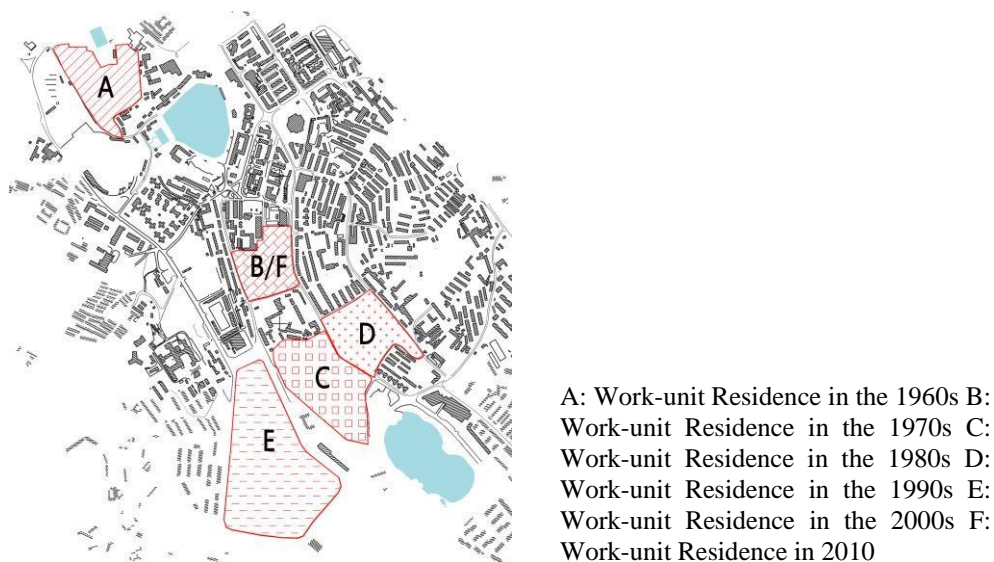 A
B/F
D
C
E
A: Work-unit Residence in the 1960s B:
Work-unit Residence in the 1970s C:
Work-unit Residence in the 1980s D:
Work-unit Residence in the 1990s E:
Work-unit Residence in the 2000s F:
Work-unit Residence in 2010